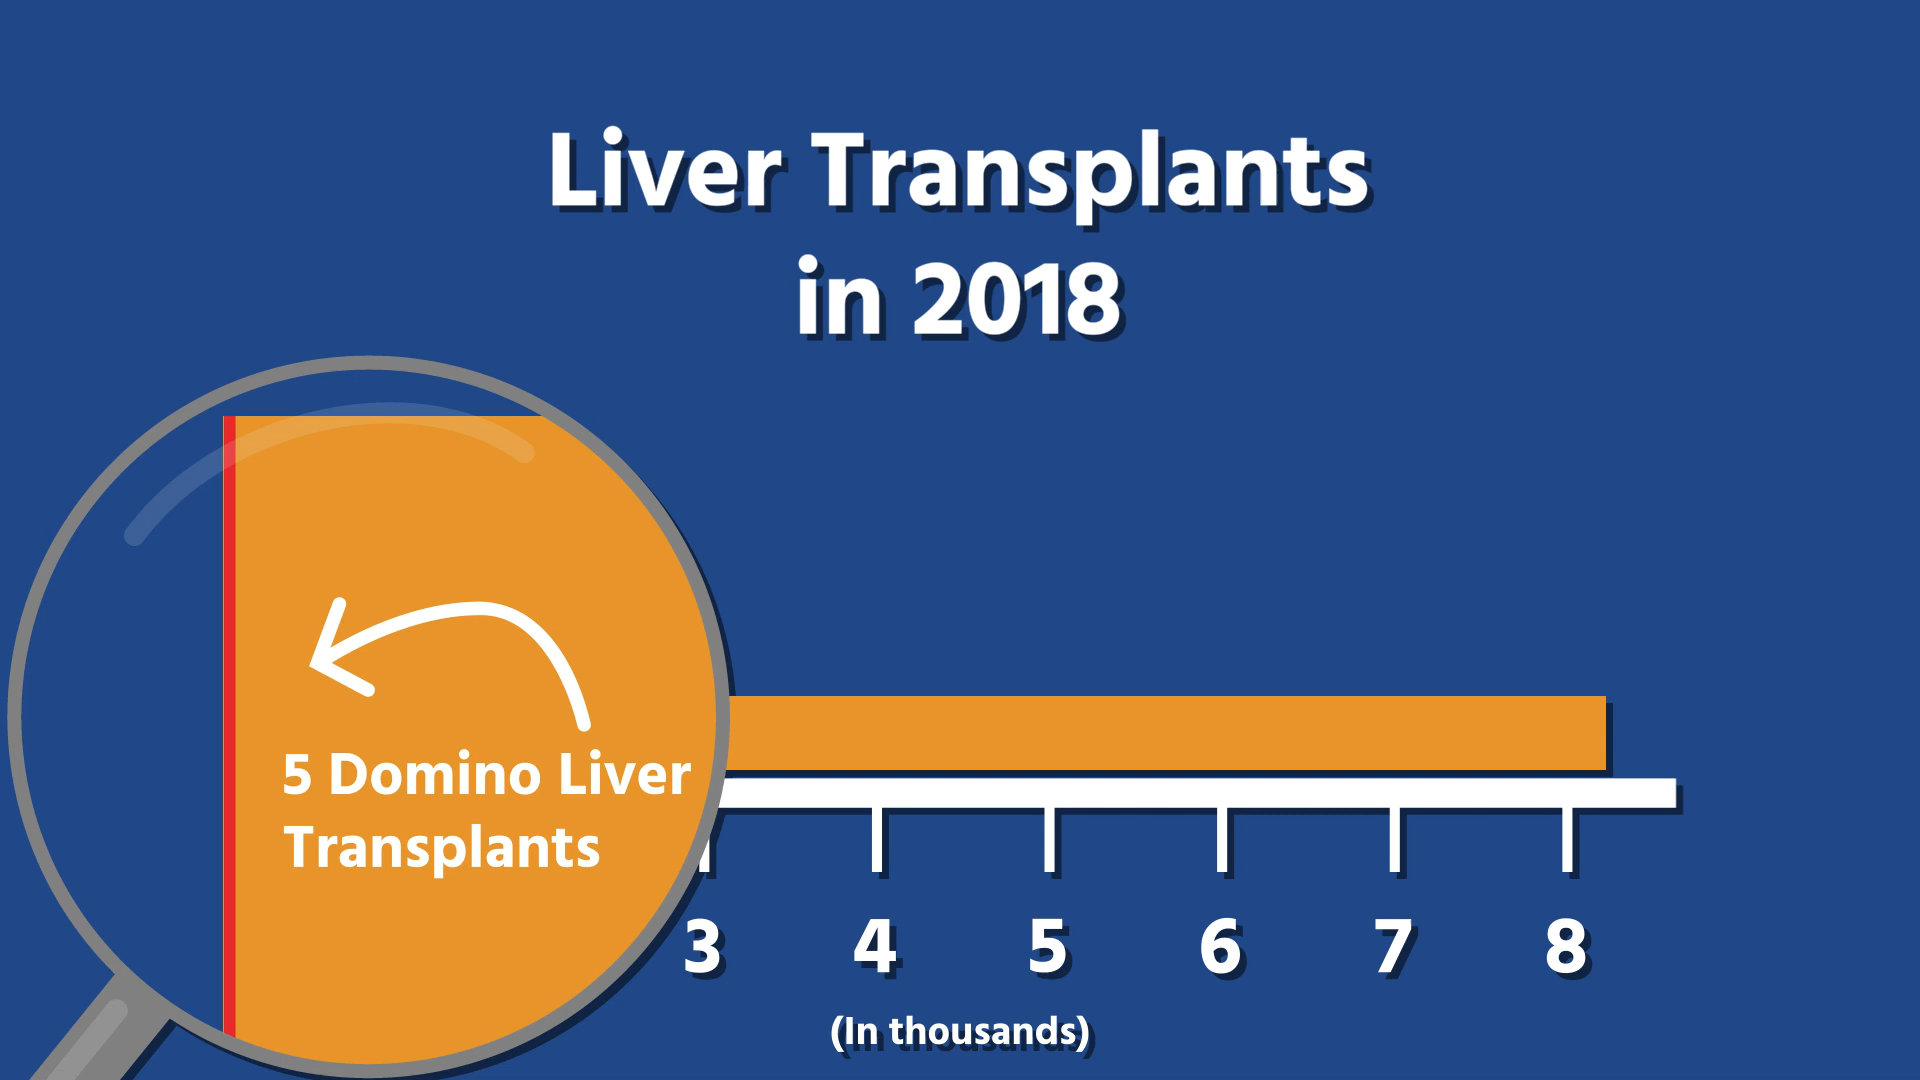 Liver Transplants
in 2018
5 Domino Liver
Transplants
3 4 5 6 7 8
(In thousands)